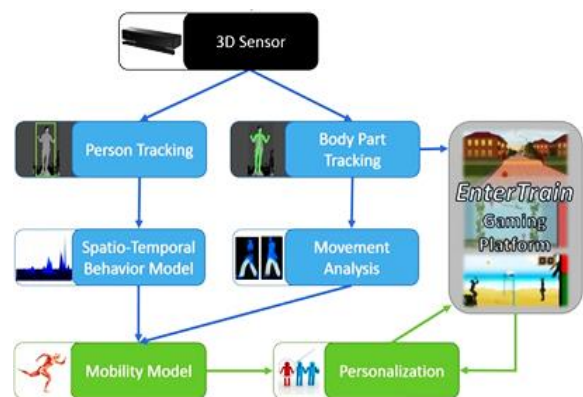 3D Sensor
Person Tracking
Body Part
Tracking
EnterTrain
Gaming
Platform
Spatio-Temporal
Behavior Model
Movement
Analysis
Mobility Model
Personalization